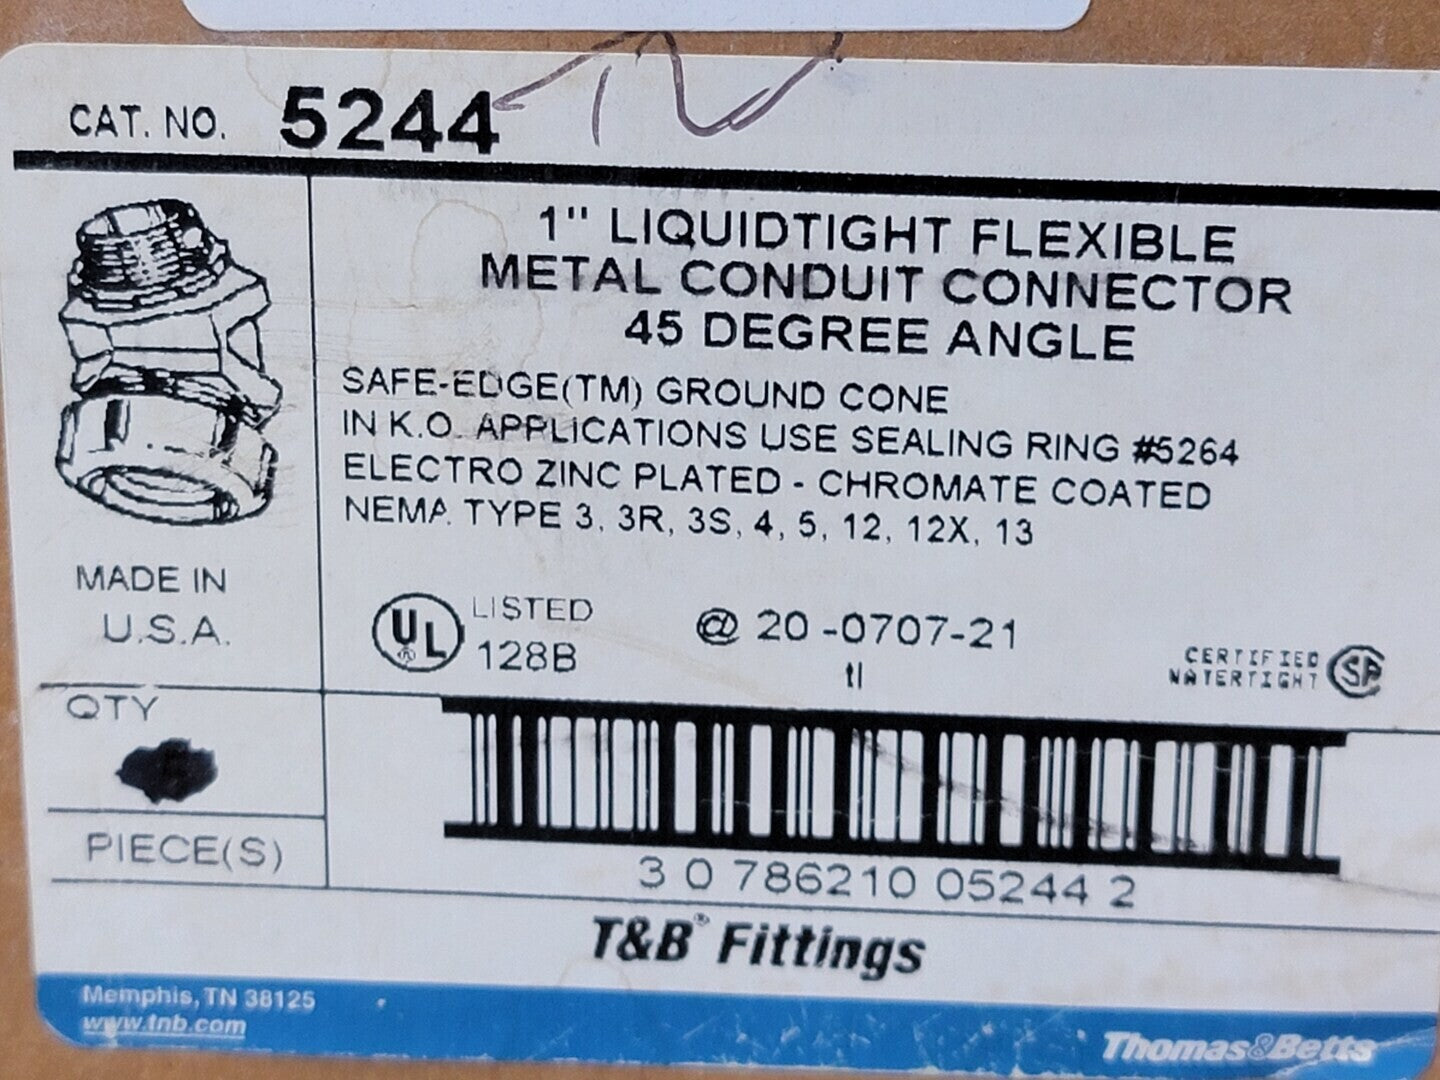 CAT. NO. 5244
1" LIQUIDTIGHT FLEXIBLE
METAL CONDUIT CONNECTOR
45 DEGREE ANGLE
SAFE-EDGE(TM) GROUND CONE
IN K.O. APPLICATIONS USE SEALING RING #5264
ELECTRO ZINC PLATED - CHROMATE COATED
NEMA TYPE 3, 3R, 3S, 4, 5, 12, 12X, 13
MADE IN
U.S.A.
UL® LISTED
128B
@ 20-0707-21
tl
CERTIFIED
WATERTIGHT
SA
QTY
PIECE(S)
3 0 786210 05244 2
T&B® Fittings
Memphis, TN 38125
www.tnb.com
Thomas&Betts